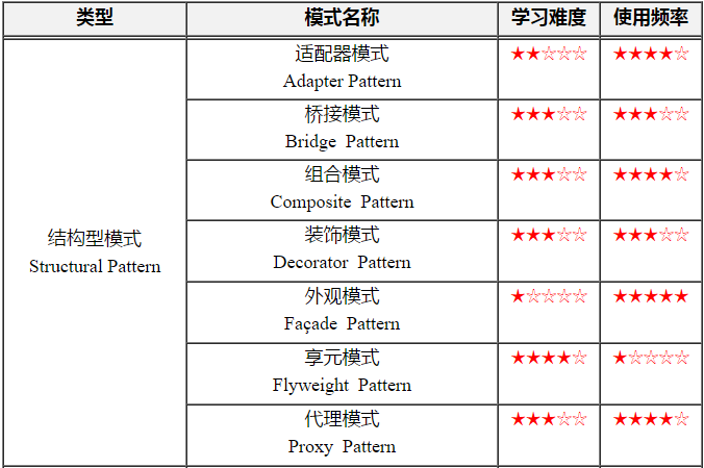 类型 模式名称 学习难度 使用频率
适配器模式 ★★☆☆☆ ★★★★☆
Adapter Pattern
桥接模式 ★★★☆☆ ★★★☆☆
Bridge Pattern
组合模式 ★★★☆☆ ★★★★☆
Composite Pattern
结构型模式
Structural Pattern
装饰模式 ★★★☆☆ ★★★☆☆
Decorator Pattern
外观模式 ★☆☆☆☆ ★★★★★
Façade Pattern
享元模式 ★★★★☆ ★☆☆☆☆
Flyweight Pattern
代理模式 ★★★☆☆ ★★★★☆
Proxy Pattern